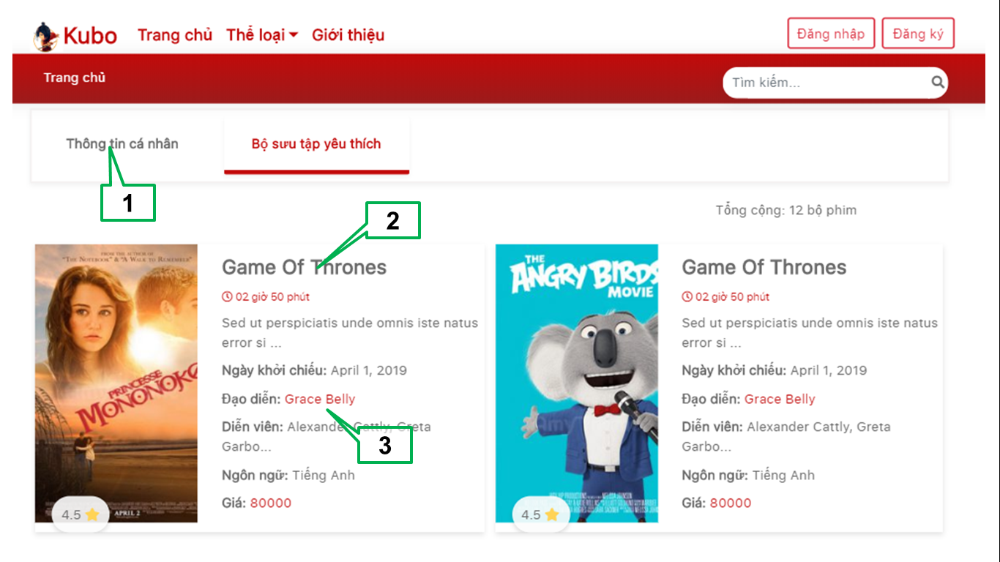 Kubo Trang chủ Thể loại Giới thiệu Đăng nhập Đăng ký
Trang chủ Tìm kiếm...
Thông tin cá nhân Bộ sưu tập yêu thích
1
2
Tổng cộng: 12 bộ phim
FROM THE AUTHOR OF
"THE NOTEBOOK" & "A WALK TO REMEMBER"
PRINCESSE
MONONOKE
APRIL 2
4.5
Game Of Thrones
02 giờ 50 phút
Sed ut perspiciatis unde omnis iste natus
error si ...
Ngày khởi chiếu: April 1, 2019
Đạo diễn: Grace Belly
Diễn viên: Alexander Cattly, Greta
Garbo...
3
Ngôn ngữ: Tiếng Anh
Giá: 80000
THE
ANGRY BIRDS
MOVIE
4.5
Game Of Thrones
02 giờ 50 phút
Sed ut perspiciatis unde omnis iste natus
error si ...
Ngày khởi chiếu: April 1, 2019
Đạo diễn: Grace Belly
Diễn viên: Alexander Cattly, Greta
Garbo...
Ngôn ngữ: Tiếng Anh
Giá: 80000